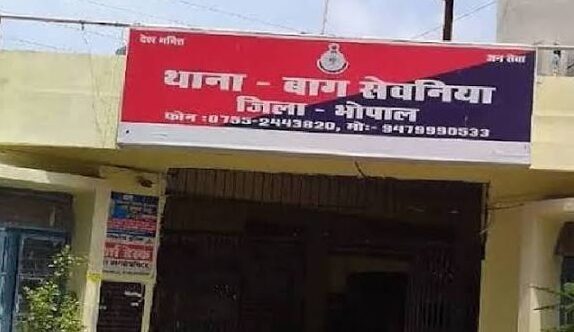 देश भक्ति
जन सेवा
थाना - बाग सेवनिया
जिला - भोपाल
फोन :0755-2443820, मो:- 9479990533
डेस्क